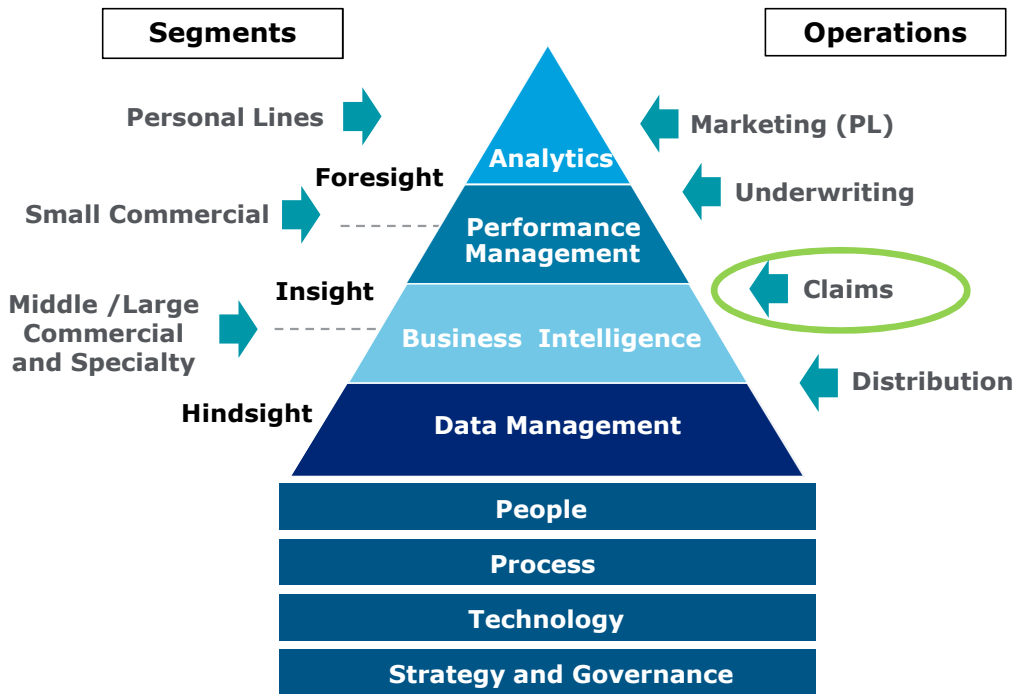 Segments
Operations
Personal Lines
Marketing (PL)
Analytics
Foresight
Underwriting
Small Commercial
Performance
Management
Insight
Claims
Middle /Large
Commercial
and Specialty
Business Intelligence
Distribution
Hindsight
Data Management
People
Process
Technology
Strategy and Governance